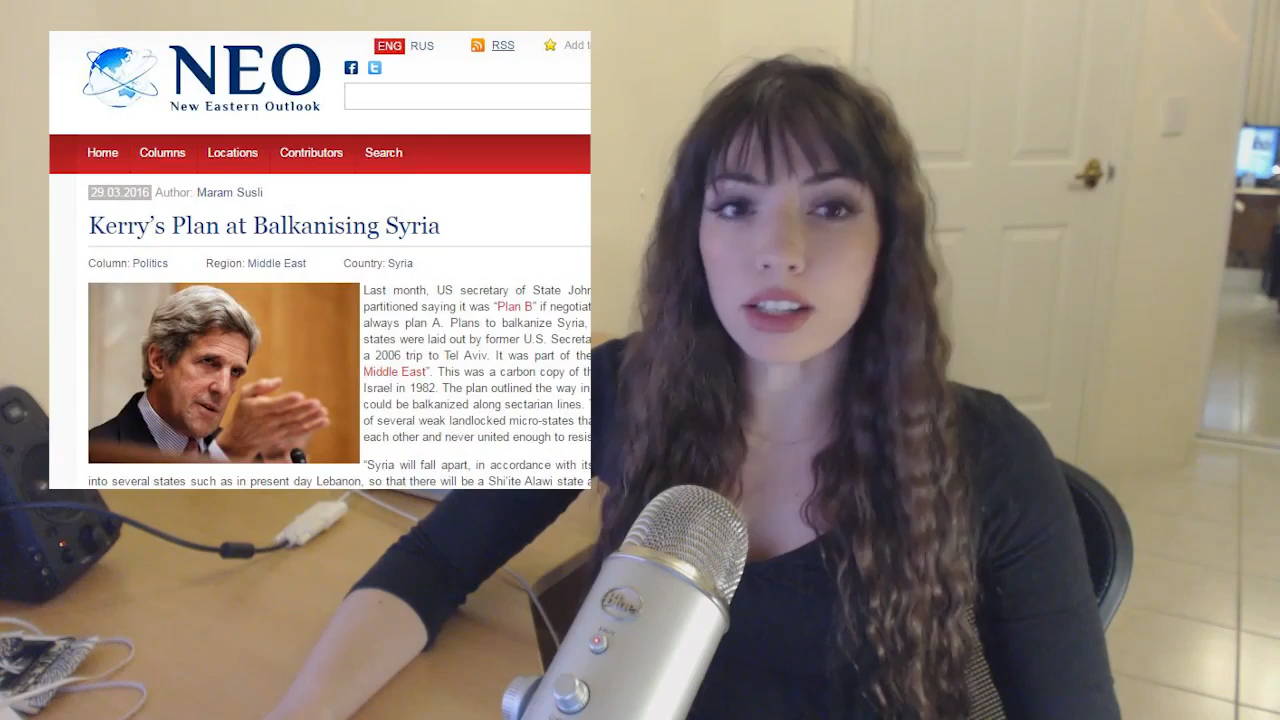 ENG RUS RSS Add t
NEO
New Eastern Outlook
Home Columns Locations Contributors Search
29.03.2016 Author: Maram Susli
Kerry's Plan at Balkanising Syria
Column: Politics Region: Middle East Country: Syria
Last month, US secretary of State John
partitioned saying it was “Plan B” if negotiat
always plan A. Plans to balkanize Syria,
states were laid out by former U.S. Secreta
a 2006 trip to Tel Aviv. It was part of the
Middle East”. This was a carbon copy of th
Israel in 1982. The plan outlined the way in
could be balkanized along sectarian lines.
of several weak landlocked micro-states tha
each other and never united enough to resis
“Syria will fall apart, in accordance with its
into several states such as in present day Lebanon, so that there will be a Shi'ite Alawi state a
Blue